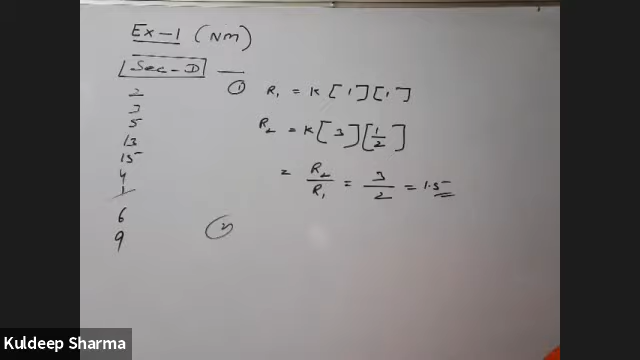 Ex-1 (NM)
Sec-D
2
3
5
13
15
4
1
6
9
① R₁ = K [1][1]
R₂ = K [3][1/2]
= R₂/R₁ = 3/2 = 1.5
②
Kuldeep Sharma